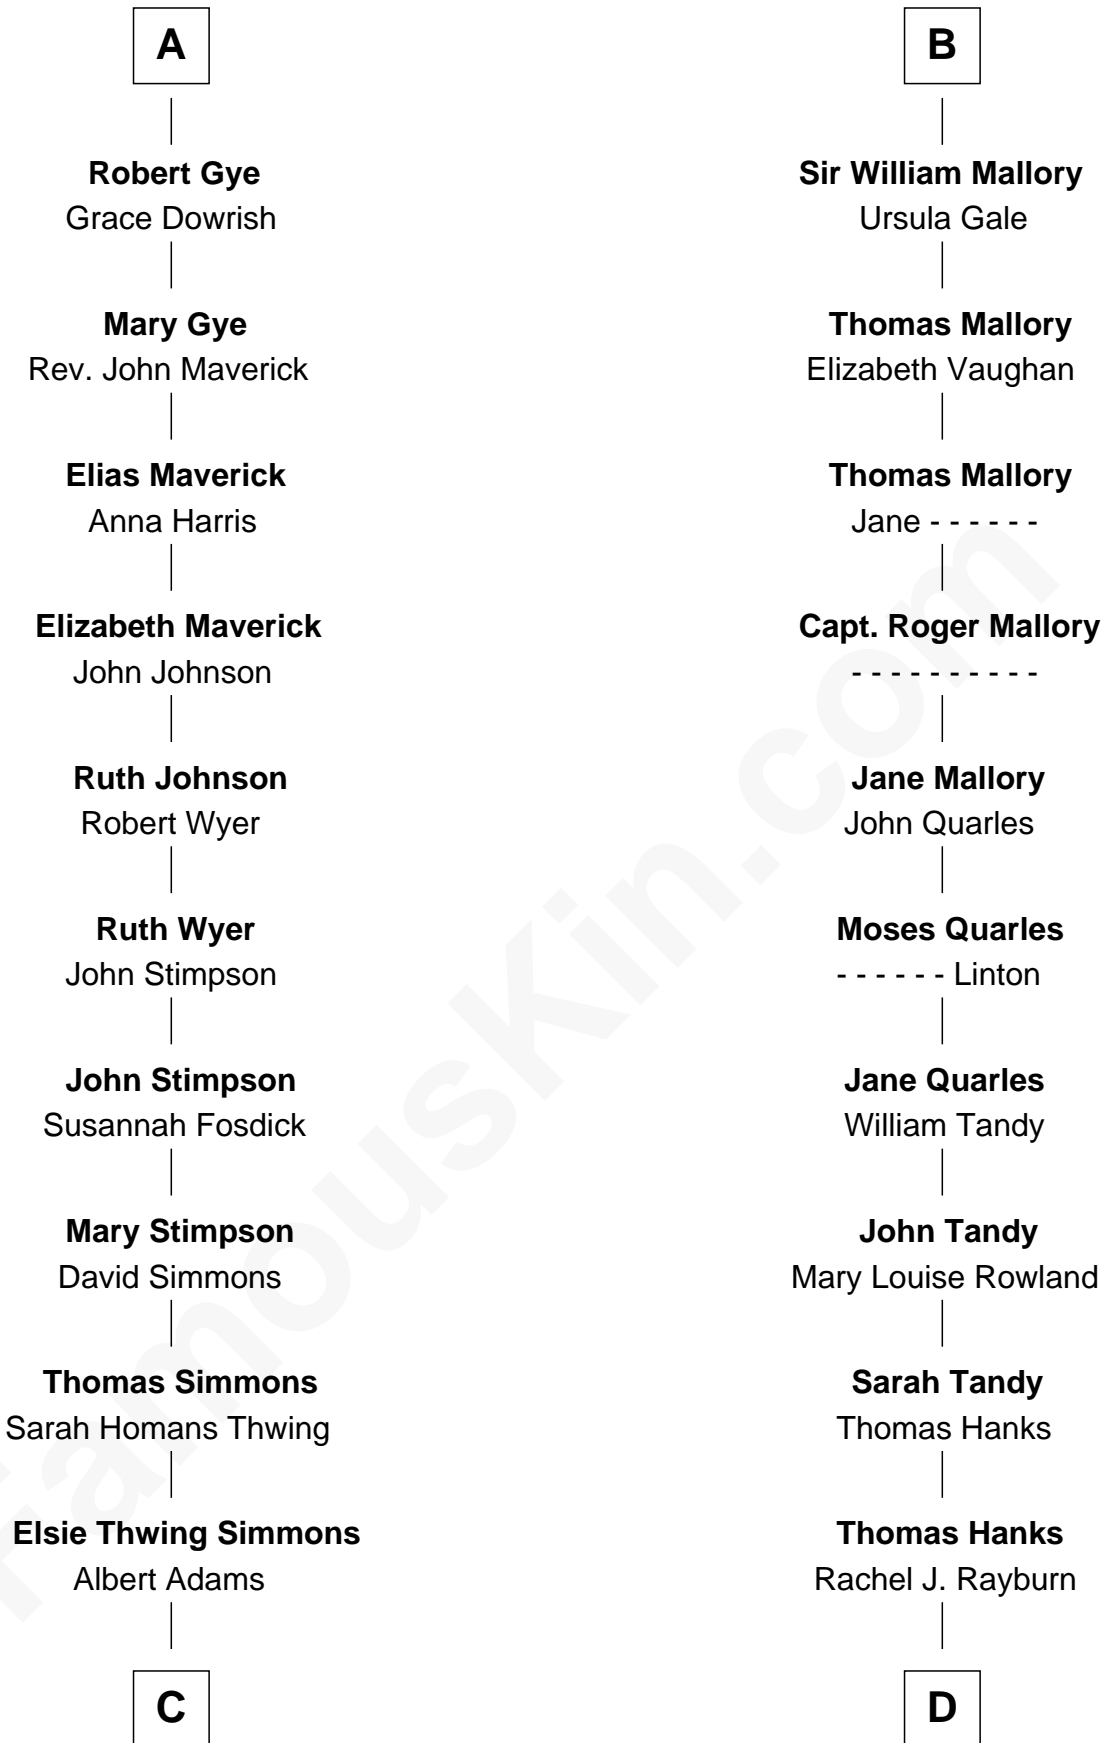 A
Robert Gye
Grace Dowrish
Mary Gye
Rev. John Maverick
Elias Maverick
Anna Harris
Elizabeth Maverick
John Johnson
Ruth Johnson
Robert Wyer
Ruth Wyer
John Stimpson
John Stimpson
Susannah Fosdick
Mary Stimpson
David Simmons
Thomas Simmons
Sarah Homans Thwing
Elsie Thwing Simmons
Albert Adams
C
B
Sir William Mallory
Ursula Gale
Thomas Mallory
Elizabeth Vaughan
Thomas Mallory
Jane - - - - - -
Capt. Roger Mallory
- - - - - - - - - -
Jane Mallory
John Quarles
Moses Quarles
- - - - - - Linton
Jane Quarles
William Tandy
John Tandy
Mary Louise Rowland
Sarah Tandy
Thomas Hanks
Thomas Hanks
Rachel J. Rayburn
D
FamousKin.com